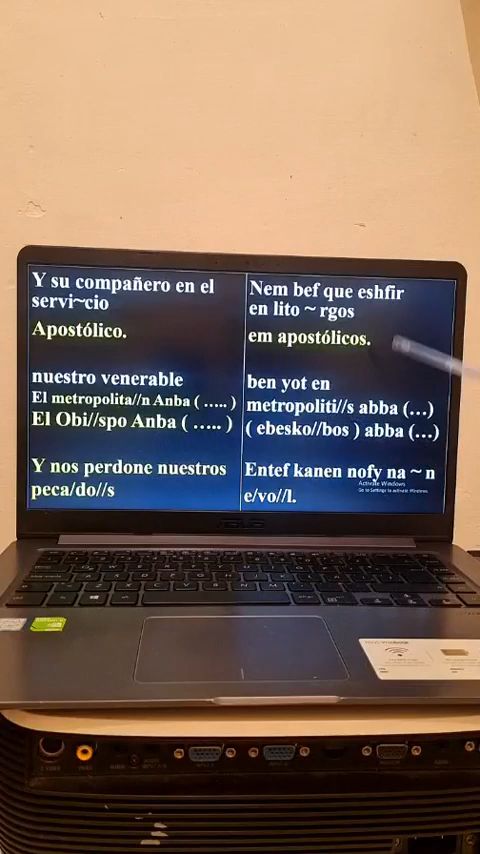 Y su compañero en el
servi~cio
Apostólico.
nuestro venerable
El metropolita//n Anba ( ..... )
El Obi//spo Anba ( ..... )
Y nos perdone nuestros
peca/do//s
Nem bef que eshfir
en lito ~ rgos
em apostólicos.
ben yot en
metropoliti//s abba (...)
( ebesko//bos ) abba (...)
Entef kanen nofy na ~ n
e/vo//l.
Activate Windows
Go to Settings to activate Windows.
ASUS